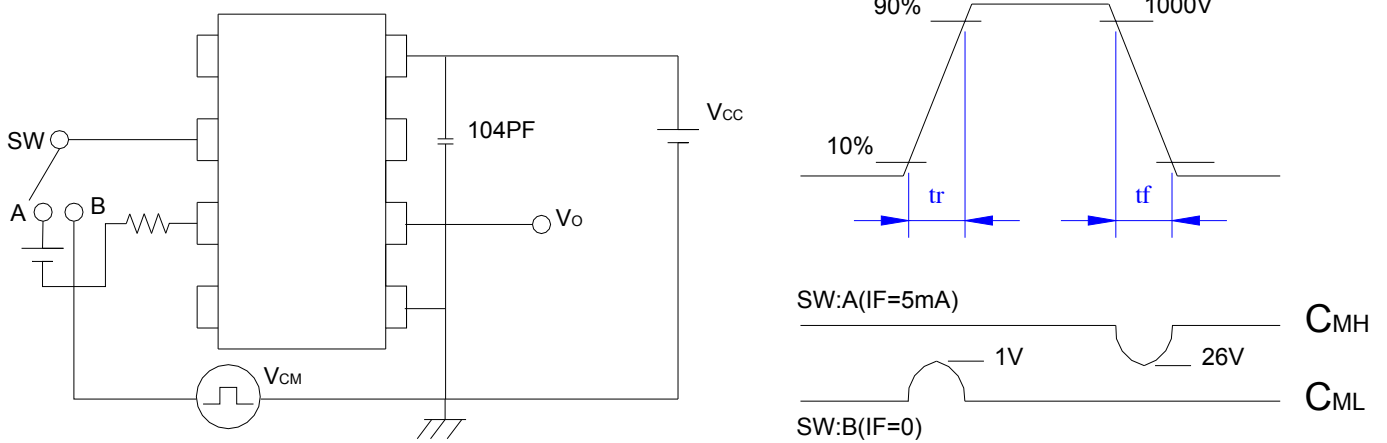 SW
A
B
104PF
VCC
VO
VCM
90%
1000V
10%
tr
tf
SW:A(IF=5mA)
CMH
1V
26V
CML
SW:B(IF=0)